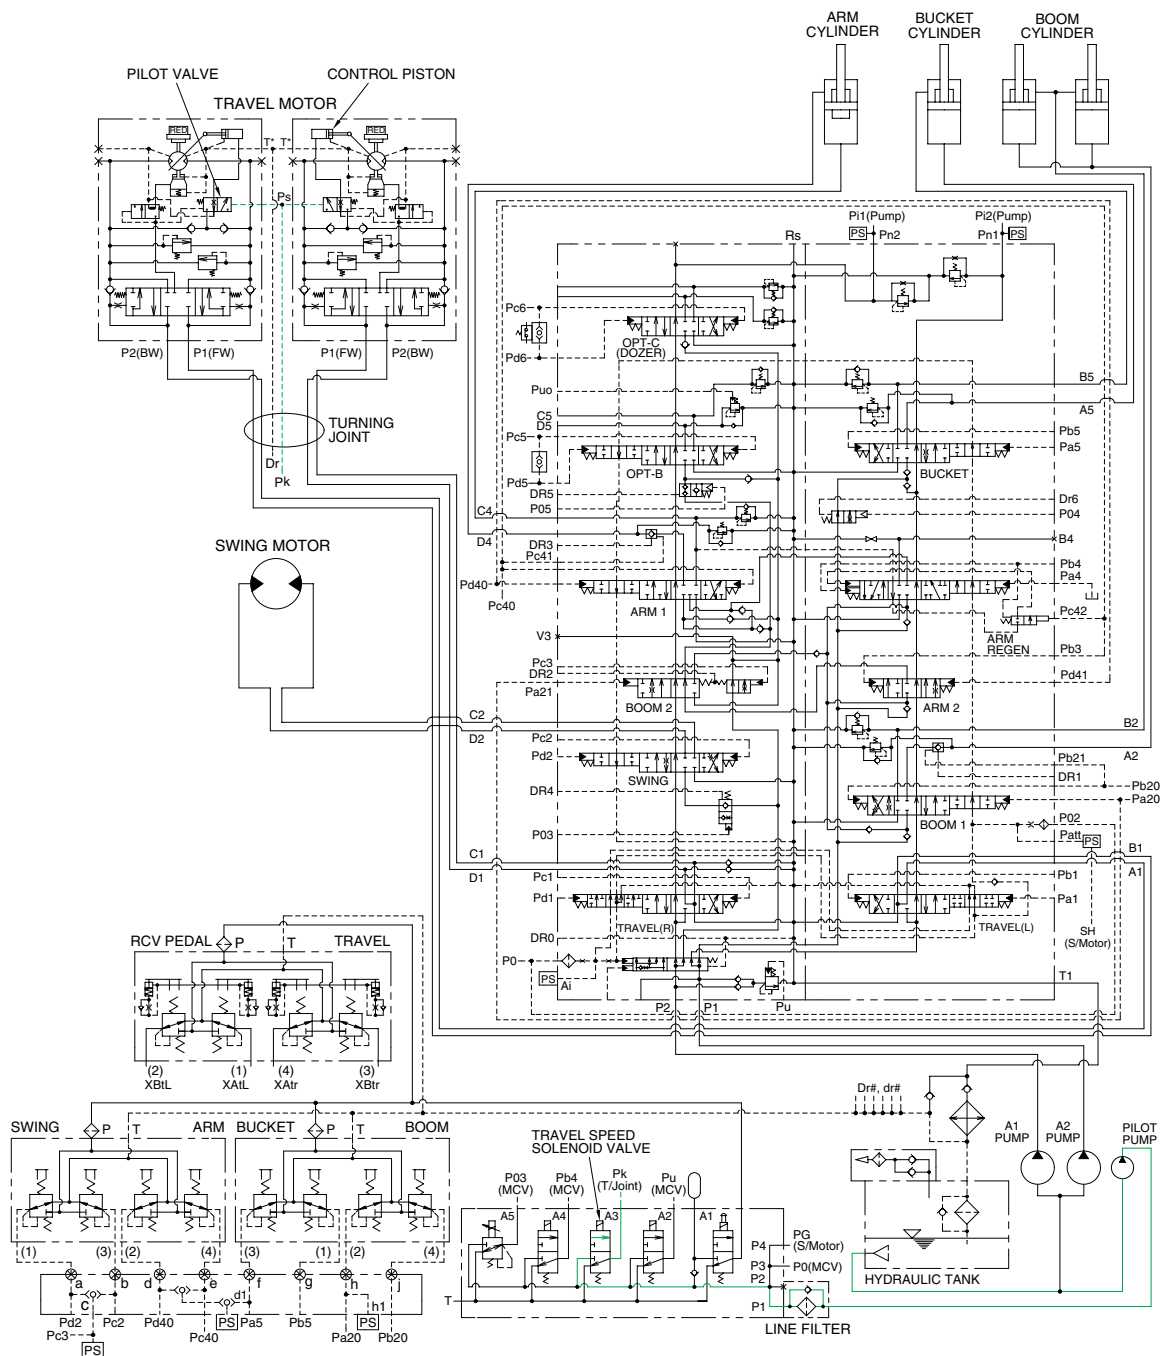 ARM
CYLINDER
BUCKET
CYLINDER
BOOM
CYLINDER
PILOT VALVE
CONTROL PISTON
TRAVEL MOTOR
RED
RED
T*
T*
Ps
P2(BW)
P1(FW)
P1(FW)
P2(BW)
TURNING
JOINT
Dr
Pk
SWING MOTOR
Pi1(Pump)
Pi2(Pump)
PS
Pn2
Pn1
PS
Rs
Pc6
Pd6
OPT-C
(DOZER)
Puo
C5
D5
Pc5
Pd5
OPT-B
DR5
P05
C4
D4
DR3
Pc41
Pd40
Pc40
ARM 1
V3
Pc3
DR2
Pa21
BOOM 2
C2
D2
Pc2
Pd2
SWING
DR4
P03
C1
D1
Pc1
Pd1
TRAVEL(R)
DR0
P0
PS
Ai
P2
P1
Pu
B5
A5
Pb5
Pa5
BUCKET
Dr6
P04
B4
Pb4
Pa4
Pc42
ARM
REGEN
Pb3
Pd41
ARM 2
B2
A2
Pb21
DR1
Pb20
Pa20
BOOM 1
P02
Patt
PS
B1
A1
Pb1
Pa1
TRAVEL(L)
SH
(S/Motor)
T1
RCV PEDAL
P
T
TRAVEL
(2)
XBtL
(1)
XAtL
(4)
XAtr
(3)
XBtr
SWING
P
T
ARM
BUCKET
P
T
BOOM
(1)
(3)
(2)
(4)
(3)
(1)
(2)
(4)
a
b
d
e
f
g
h
j
c
d1
h1
Pd2
Pc2
Pd40
PS
Pa5
Pb5
PS
Pc3
Pc40
Pa20
Pb20
PS
TRAVEL SPEED
SOLENOID VALVE
P03
(MCV)
Pb4
(MCV)
Pk
(T/Joint)
Pu
(MCV)
A5
A4
A3
A2
A1
T
P4
PG
(S/Motor)
P3
P0(MCV)
P2
P1
LINE FILTER
Dr#, dr#
A1
PUMP
A2
PUMP
PILOT
PUMP
HYDRAULIC TANK